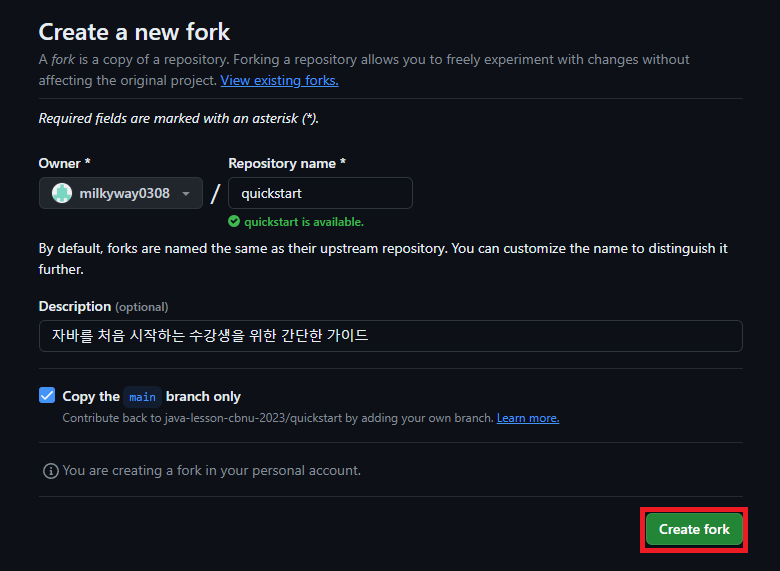 Create a new fork
A fork is a copy of a repository. Forking a repository allows you to freely experiment with changes without
affecting the original project. View existing forks.
Required fields are marked with an asterisk (*).
Owner * Repository name *
milkyway0308 / quickstart
quickstart is available.
By default, forks are named the same as their upstream repository. You can customize the name to distinguish it
further.
Description (optional)
자바를 처음 시작하는 수강생을 위한 간단한 가이드
Copy the main branch only
Contribute back to java-lesson-cbnu-2023/quickstart by adding your own branch. Learn more.
You are creating a fork in your personal account.
Create fork